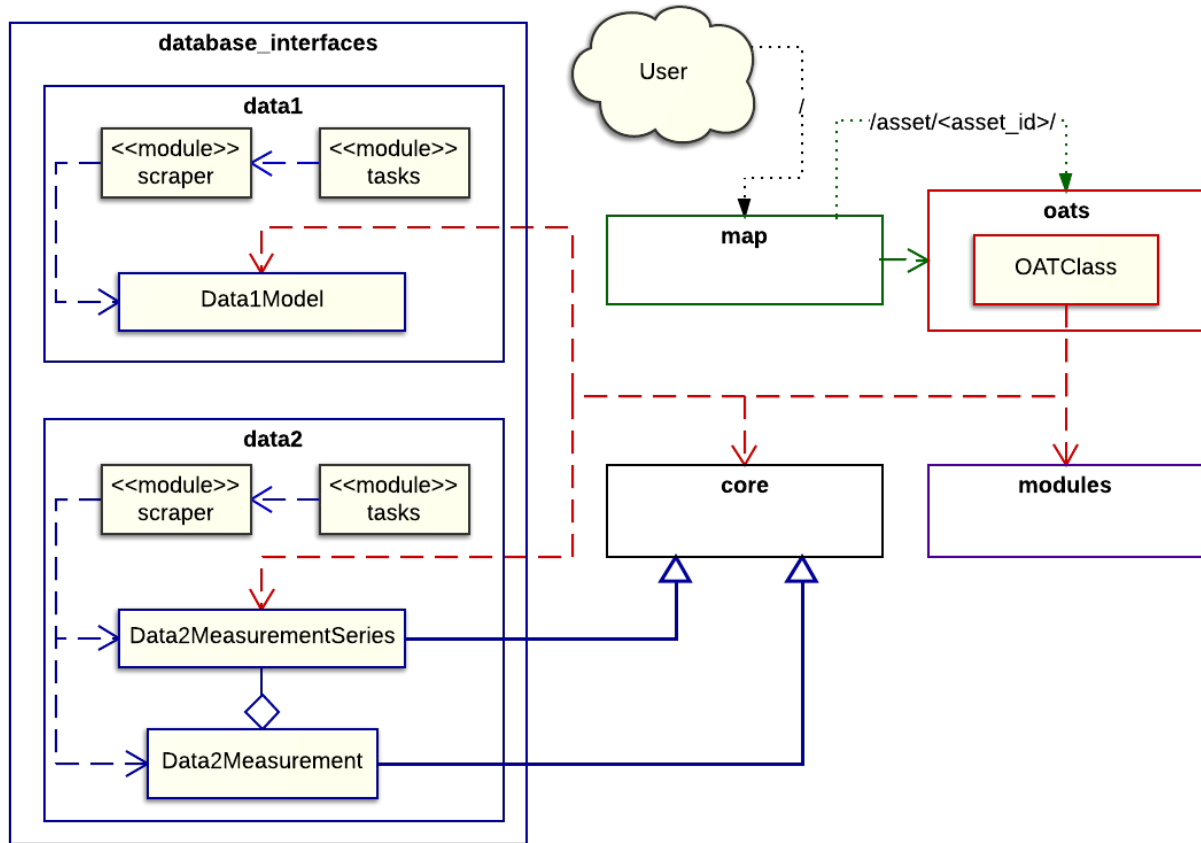 database_interfaces
data1
<<module>>
scraper
<<module>>
tasks
Data1Model
data2
<<module>>
scraper
<<module>>
tasks
Data2MeasurementSeries
Data2Measurement
User
/
/asset/<asset_id>/
map
oats
OATClass
core
modules